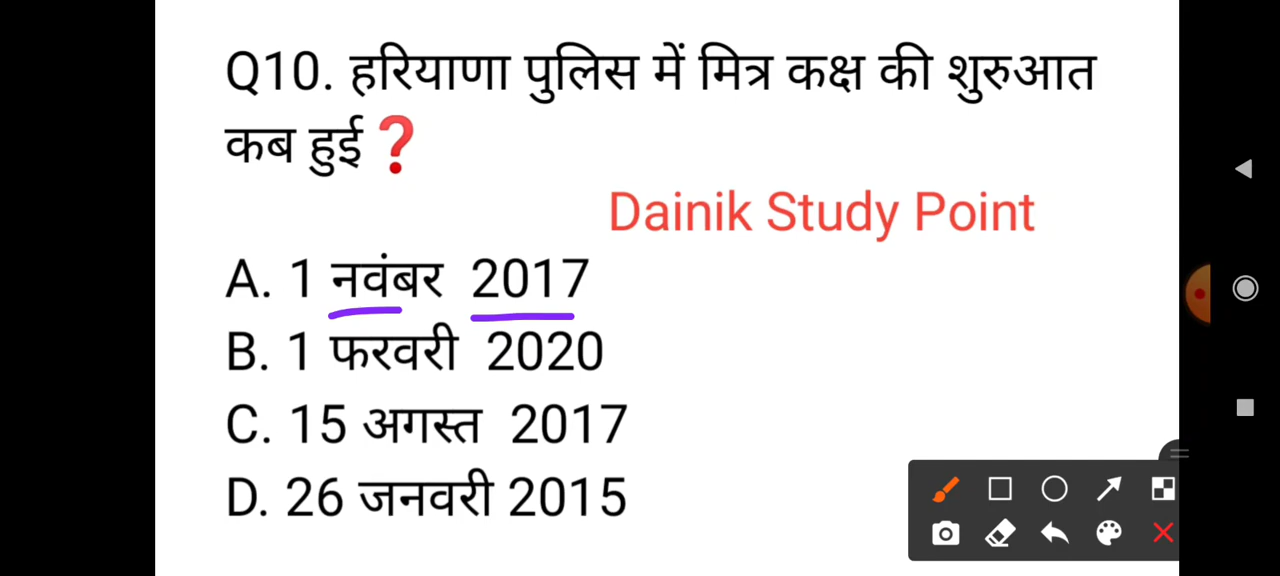 Q10. हरियाणा पुलिस में मित्र कक्ष की शुरुआत
कब हुई❓
Dainik Study Point
A. 1 नवंबर 2017
B. 1 फरवरी 2020
C. 15 अगस्त 2017
D. 26 जनवरी 2015